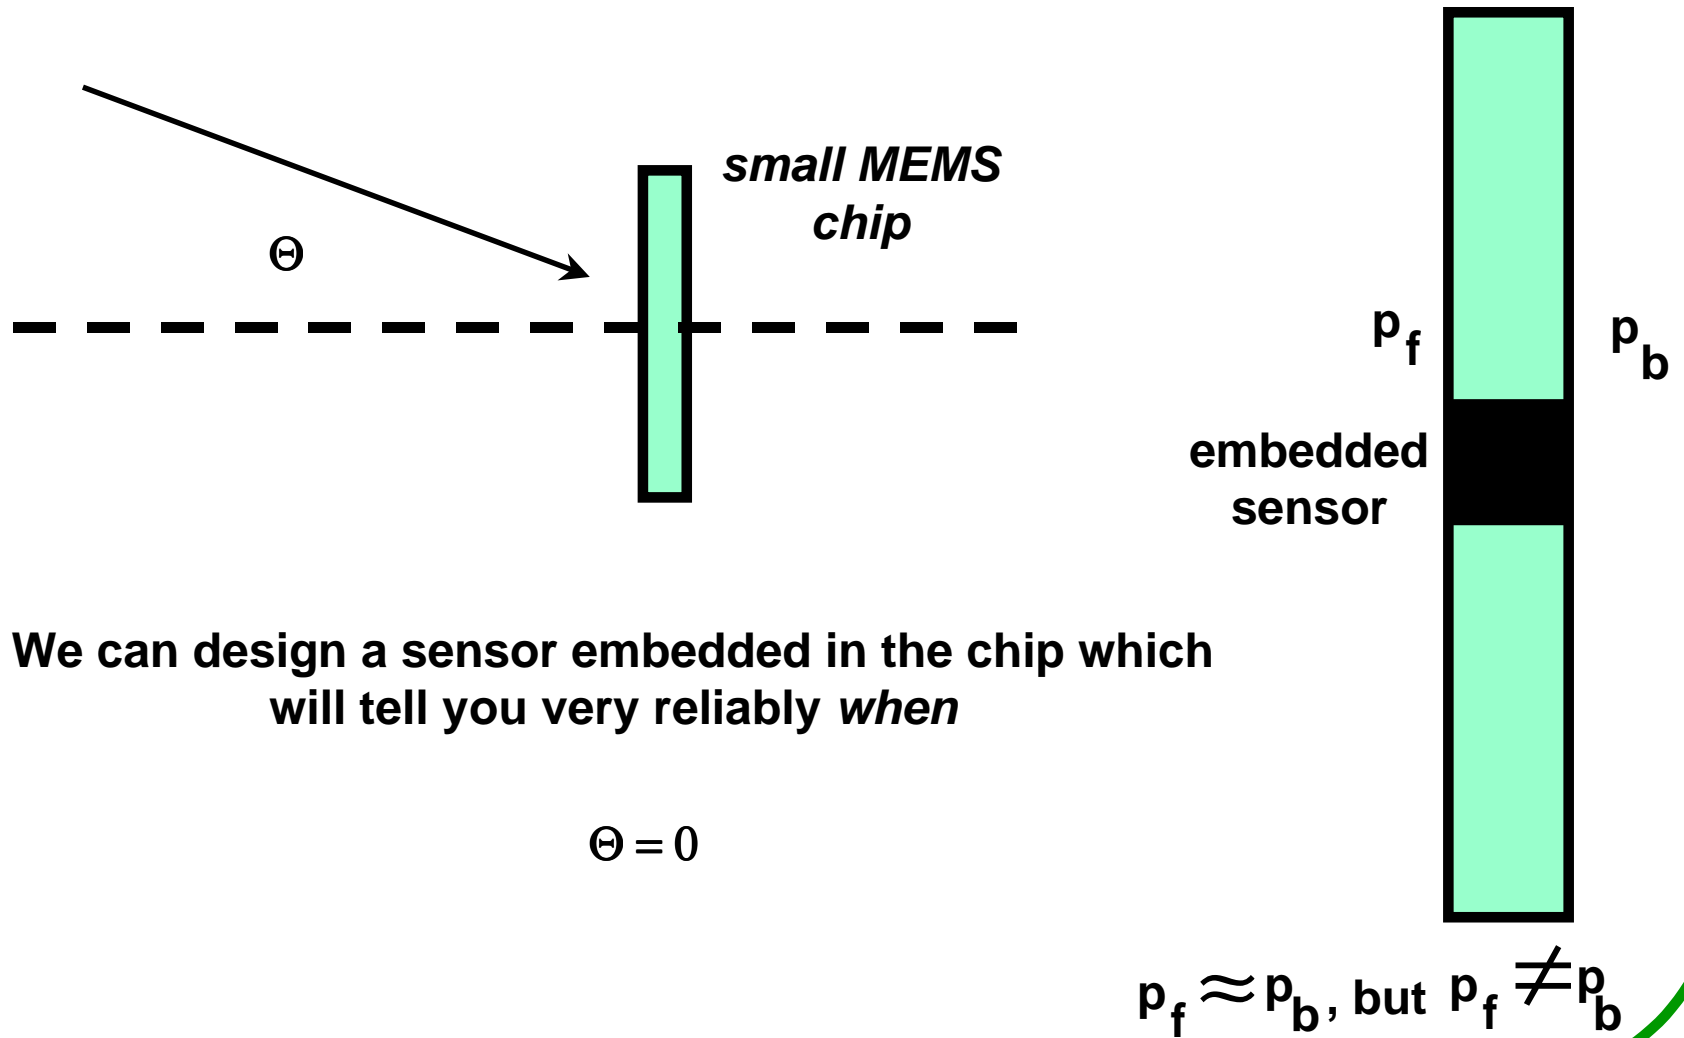 Θ
small MEMS
chip
p_f
p_b
embedded
sensor
We can design a sensor embedded in the chip which
will tell you very reliably when
Θ = 0
p_f ≈ p_b, but p_f ≠ p_b